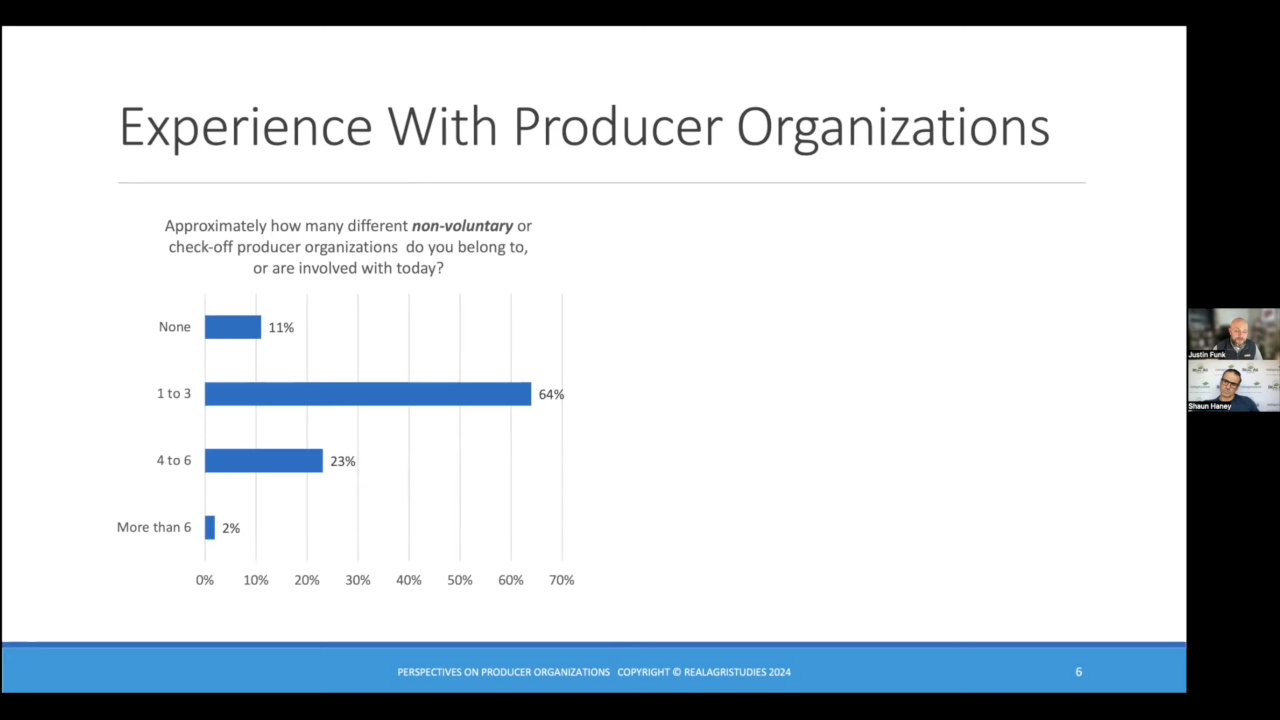 Experience With Producer Organizations
Approximately how many different non-voluntary or
check-off producer organizations do you belong to,
or are involved with today?
None 11%
1 to 3 64%
4 to 6 23%
More than 6 2%
0% 10% 20% 30% 40% 50% 60% 70%
PERSPECTIVES ON PRODUCER ORGANIZATIONS COPYRIGHT © REALAGRISTUDIES 2024
6
Justin Funk
REAL AG
Shaun Haney